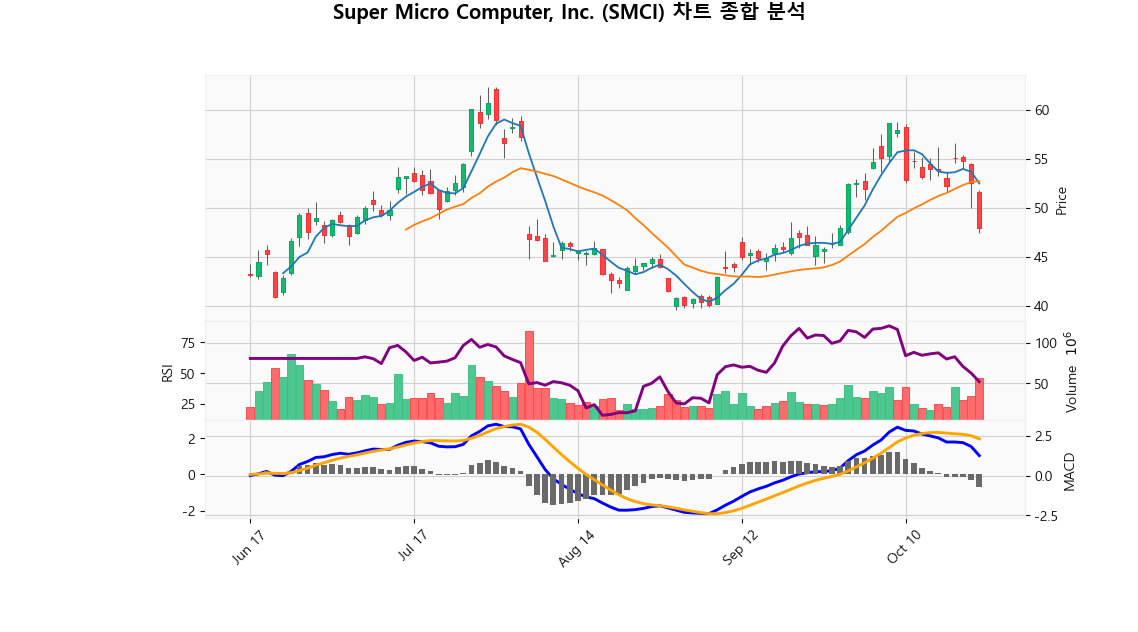 Super Micro Computer, Inc. (SMCI) 차트 종합 분석
60
55
50
45
40
Price
75
50
25
RSI
100
50
Volume 10⁶
2
0
-2
2.5
0.0
-2.5
MACD
Jun 17
Jul 17
Aug 14
Sep 12
Oct 10